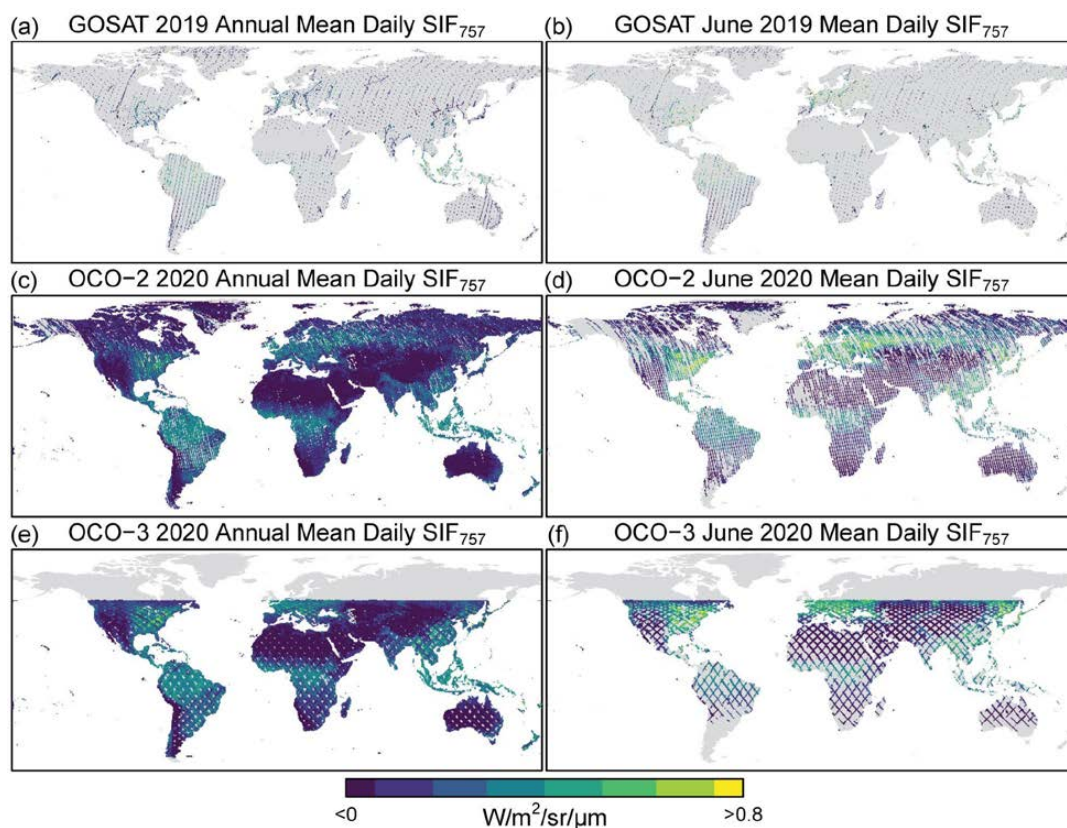 (a) GOSAT 2019 Annual Mean Daily SIF₇₅₇
(b) GOSAT June 2019 Mean Daily SIF₇₅₇
(c) OCO−2 2020 Annual Mean Daily SIF₇₅₇
(d) OCO−2 June 2020 Mean Daily SIF₇₅₇
(e) OCO−3 2020 Annual Mean Daily SIF₇₅₇
(f) OCO−3 June 2020 Mean Daily SIF₇₅₇
<0 W/m²/sr/μm >0.8